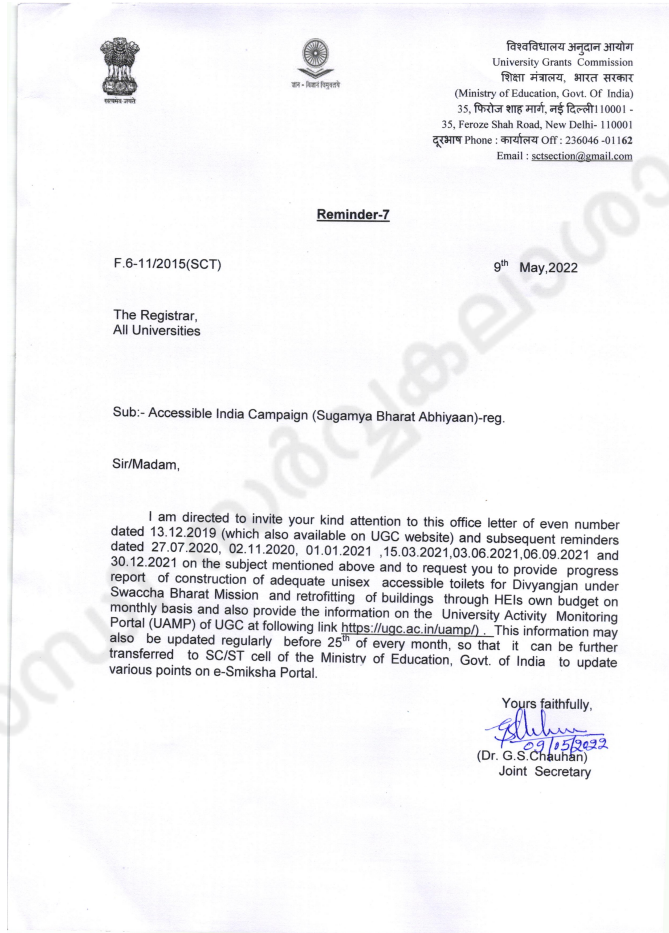 सत्यमेव जयते
ज्ञान - विज्ञानं विमुक्तये
विश्वविधालय अनुदान आयोग
University Grants Commission
शिक्षा मंत्रालय, भारत सरकार
(Ministry of Education, Govt. Of India)
35, फिरोज शाह मार्ग, नई दिल्ली110001 -
35, Feroze Shah Road, New Delhi- 110001
दूरभाष Phone : कार्यालय Off : 236046 -01162
Email : sctsection@gmail.com
Reminder-7
F.6-11/2015(SCT)
9th May,2022
The Registrar,
All Universities
Sub:- Accessible India Campaign (Sugamya Bharat Abhiyaan)-reg.
Sir/Madam,
I am directed to invite your kind attention to this office letter of even number
dated 13.12.2019 (which also available on UGC website) and subsequent reminders
dated 27.07.2020, 02.11.2020, 01.01.2021 ,15.03.2021,03.06.2021,06.09.2021 and
30.12.2021 on the subject mentioned above and to request you to provide progress
report of construction of adequate unisex accessible toilets for Divyangjan under
Swaccha Bharat Mission and retrofitting of buildings through HEIs own budget on
monthly basis and also provide the information on the University Activity Monitoring
Portal (UAMP) of UGC at following link https://ugc.ac.in/uamp/) . This information may
also be updated regularly before 25th of every month, so that it can be further
transferred to SC/ST cell of the Ministry of Education, Govt. of India to update
various points on e-Smiksha Portal.
Yours faithfully,
09/05/2022
(Dr. G.S.Chauhan)
Joint Secretary